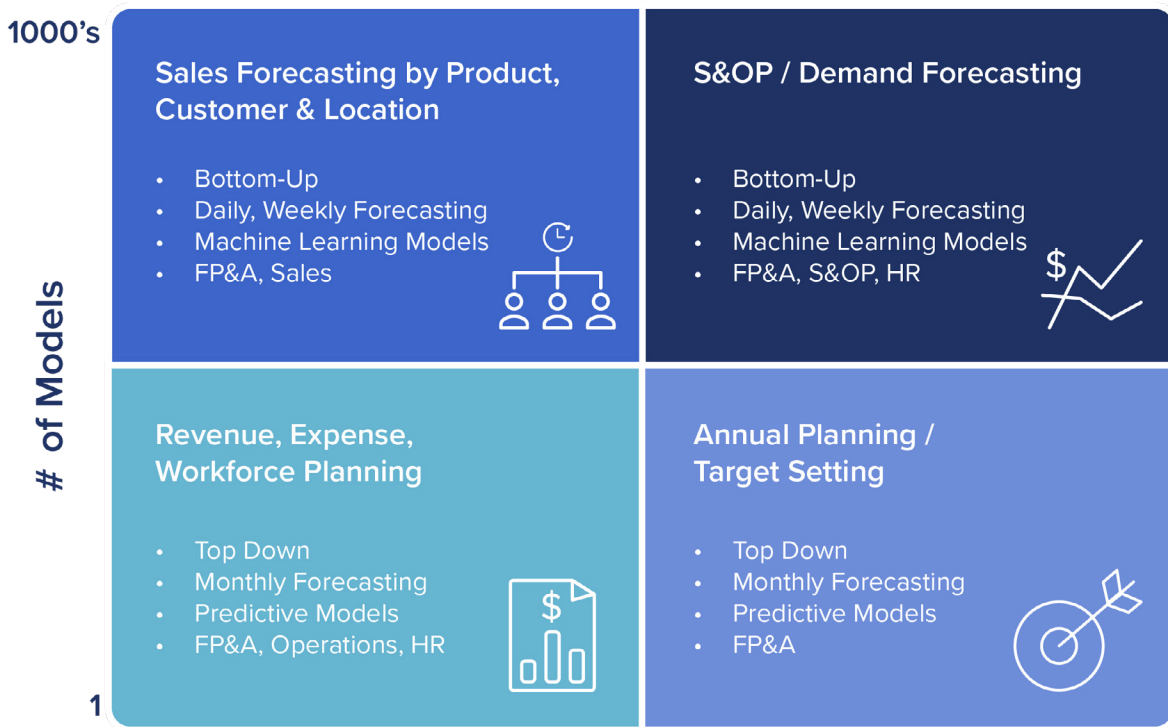 1000's
Sales Forecasting by Product,
Customer & Location
• Bottom-Up
• Daily, Weekly Forecasting
• Machine Learning Models
• FP&A, Sales
S&OP / Demand Forecasting
• Bottom-Up
• Daily, Weekly Forecasting
• Machine Learning Models
• FP&A, S&OP, HR
$
# of Models
Revenue, Expense,
Workforce Planning
• Top Down
• Monthly Forecasting
• Predictive Models
• FP&A, Operations, HR
$
Annual Planning /
Target Setting
• Top Down
• Monthly Forecasting
• Predictive Models
• FP&A
1